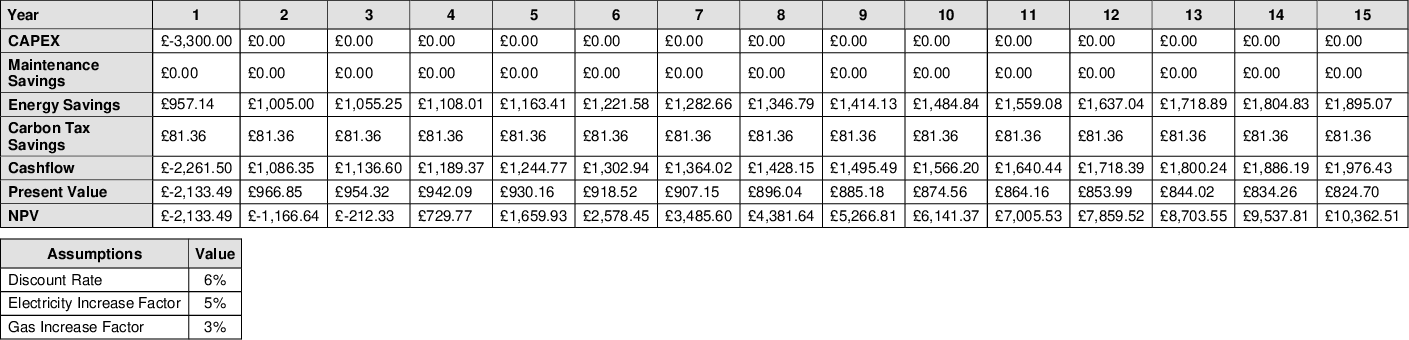 Year 1 2 3 4 5 6 7 8 9 10 11 12 13 14 15
CAPEX £-3,300.00 £0.00 £0.00 £0.00 £0.00 £0.00 £0.00 £0.00 £0.00 £0.00 £0.00 £0.00 £0.00 £0.00 £0.00
Maintenance
Savings £0.00 £0.00 £0.00 £0.00 £0.00 £0.00 £0.00 £0.00 £0.00 £0.00 £0.00 £0.00 £0.00 £0.00 £0.00
Energy Savings £957.14 £1,005.00 £1,055.25 £1,108.01 £1,163.41 £1,221.58 £1,282.66 £1,346.79 £1,414.13 £1,484.84 £1,559.08 £1,637.04 £1,718.89 £1,804.83 £1,895.07
Carbon Tax
Savings £81.36 £81.36 £81.36 £81.36 £81.36 £81.36 £81.36 £81.36 £81.36 £81.36 £81.36 £81.36 £81.36 £81.36 £81.36
Cashflow £-2,261.50 £1,086.35 £1,136.60 £1,189.37 £1,244.77 £1,302.94 £1,364.02 £1,428.15 £1,495.49 £1,566.20 £1,640.44 £1,718.39 £1,800.24 £1,886.19 £1,976.43
Present Value £-2,133.49 £966.85 £954.32 £942.09 £930.16 £918.52 £907.15 £896.04 £885.18 £874.56 £864.16 £853.99 £844.02 £834.26 £824.70
NPV £-2,133.49 £-1,166.64 £-212.33 £729.77 £1,659.93 £2,578.45 £3,485.60 £4,381.64 £5,266.81 £6,141.37 £7,005.53 £7,859.52 £8,703.55 £9,537.81 £10,362.51
Assumptions Value
Discount Rate 6%
Electricity Increase Factor 5%
Gas Increase Factor 3%